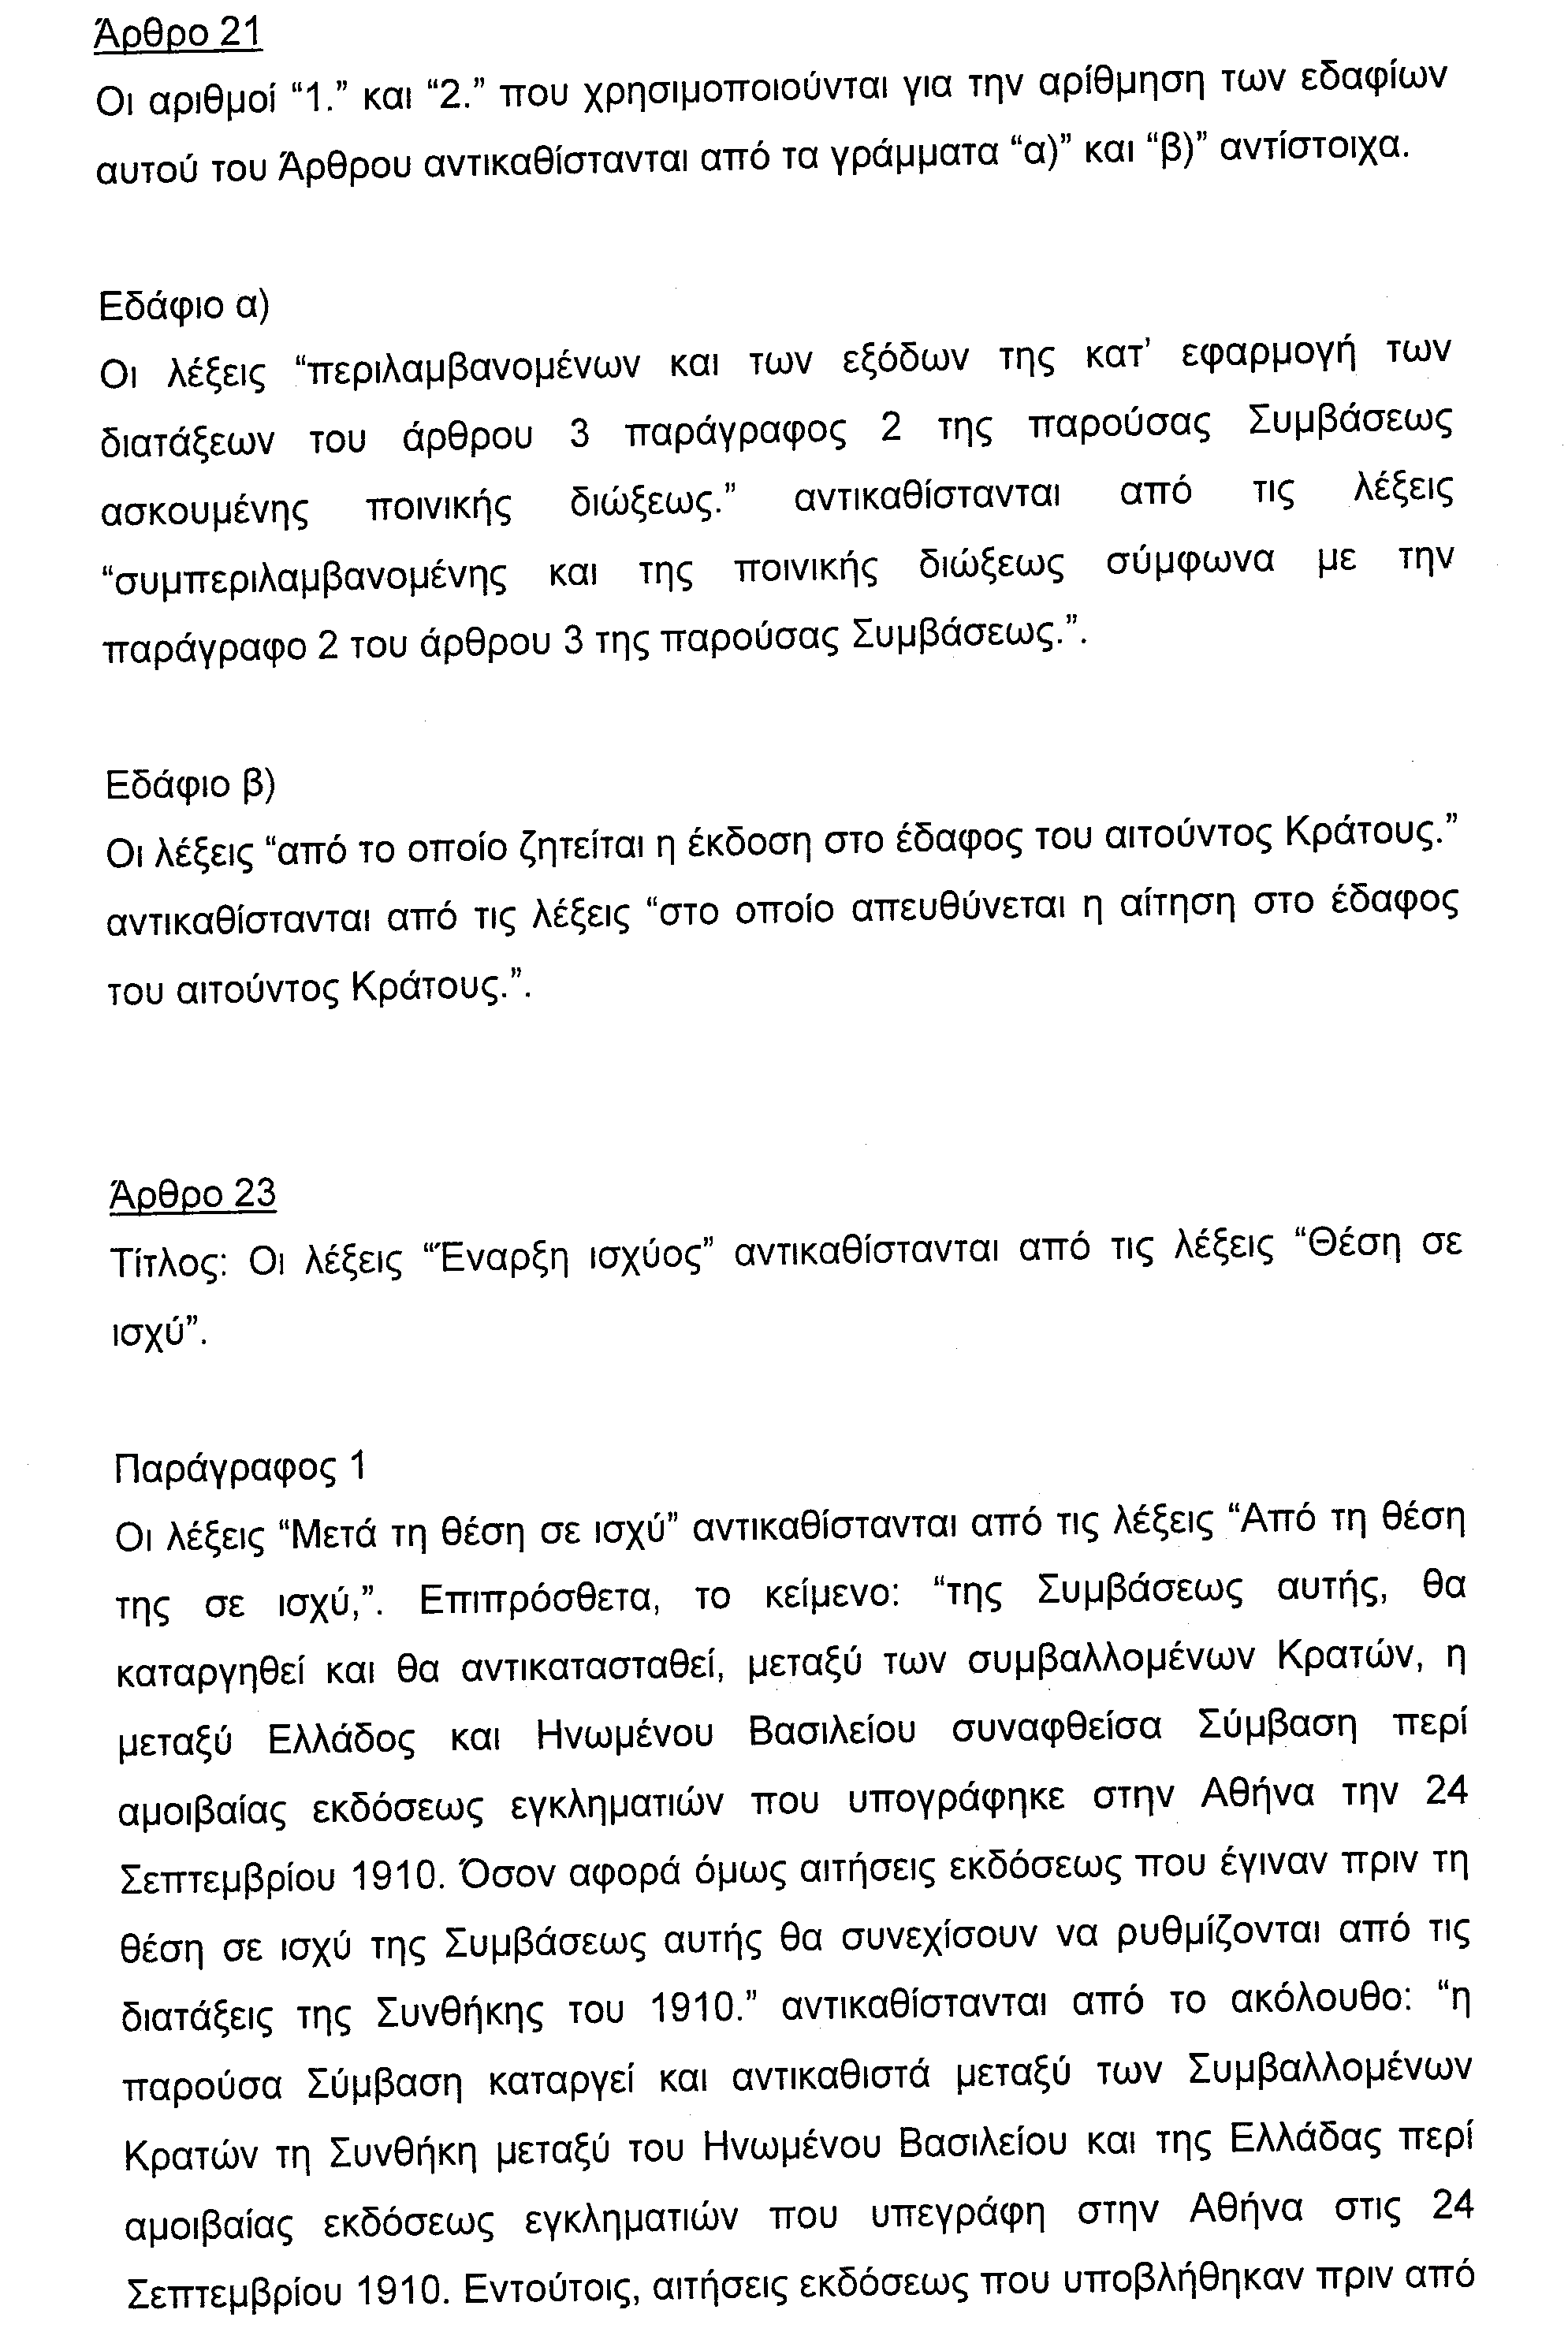 Άρθρο 21
Οι αριθμοί “1.” και “2.” που χρησιμοποιούνται για την αρίθμηση των εδαφίων
αυτού του Άρθρου αντικαθίστανται από τα γράμματα “α)” και “β)” αντίστοιχα.
Εδάφιο α)
Οι λέξεις “περιλαμβανομένων και των εξόδων της κατ’ εφαρμογή των
διατάξεων του άρθρου 3 παράγραφος 2 της παρούσας Συμβάσεως
ασκουμένης ποινικής διώξεως.” αντικαθίστανται από τις λέξεις
“συμπεριλαμβανομένης και της ποινικής διώξεως σύμφωνα με την
παράγραφο 2 του άρθρου 3 της παρούσας Συμβάσεως.”.
Εδάφιο β)
Οι λέξεις “από το οποίο ζητείται η έκδοση στο έδαφος του αιτούντος Κράτους.”
αντικαθίστανται από τις λέξεις “στο οποίο απευθύνεται η αίτηση στο έδαφος
του αιτούντος Κράτους.”.
Άρθρο 23
Τίτλος: Οι λέξεις “Έναρξη ισχύος” αντικαθίστανται από τις λέξεις “Θέση σε
ισχύ”.
Παράγραφος 1
Οι λέξεις “Μετά τη θέση σε ισχύ” αντικαθίστανται από τις λέξεις “Από τη θέση
της σε ισχύ,”. Επιπρόσθετα, το κείμενο: “της Συμβάσεως αυτής, θα
καταργηθεί και θα αντικατασταθεί, μεταξύ των συμβαλλομένων Κρατών, η
μεταξύ Ελλάδος και Ηνωμένου Βασιλείου συναφθείσα Σύμβαση περί
αμοιβαίας εκδόσεως εγκληματιών που υπογράφηκε στην Αθήνα την 24
Σεπτεμβρίου 1910. Όσον αφορά όμως αιτήσεις εκδόσεως που έγιναν πριν τη
θέση σε ισχύ της Συμβάσεως αυτής θα συνεχίσουν να ρυθμίζονται από τις
διατάξεις της Συνθήκης του 1910.” αντικαθίστανται από το ακόλουθο: “η
παρούσα Σύμβαση καταργεί και αντικαθιστά μεταξύ των Συμβαλλομένων
Κρατών τη Συνθήκη μεταξύ του Ηνωμένου Βασιλείου και της Ελλάδας περί
αμοιβαίας εκδόσεως εγκληματιών που υπεγράφη στην Αθήνα στις 24
Σεπτεμβρίου 1910. Εντούτοις, αιτήσεις εκδόσεως που υποβλήθηκαν πριν από